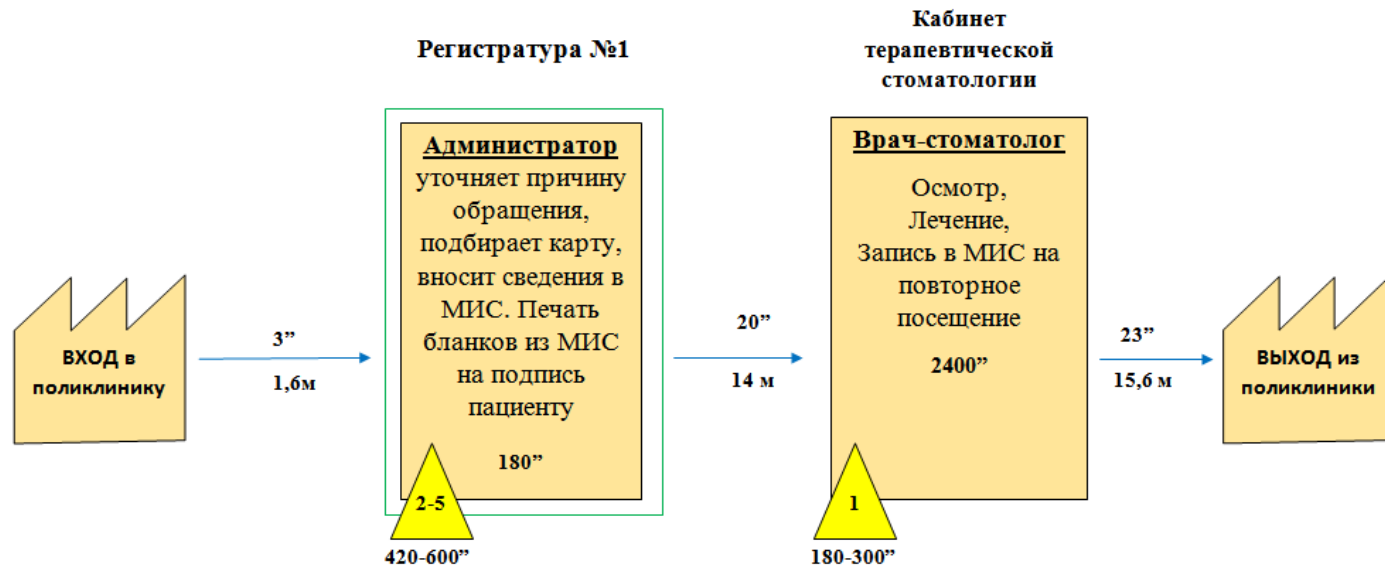 Регистратура №1
Кабинет
терапевтической
стоматологии
ВХОД в
поликлинику
3”
1,6м
Администратор
уточняет причину
обращения,
подбирает карту,
вносит сведения в
МИС. Печать
бланков из МИС
на подпись
пациенту
180”
2-5
420-600”
20”
14 м
Врач-стоматолог
Осмотр,
Лечение,
Запись в МИС на
повторное
посещение
2400”
1
180-300”
23”
15,6 м
ВЫХОД из
поликлиники